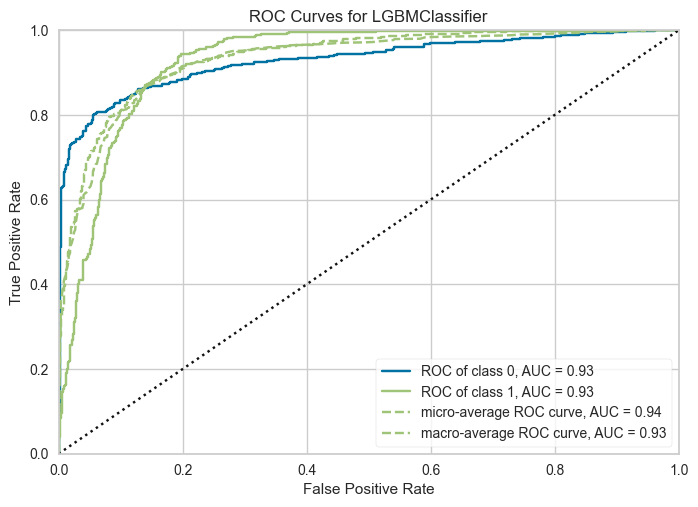 ROC Curves for LGBMClassifier
1.0
0.8
0.6
0.4
0.2
0.0
True Positive Rate
ROC of class 0, AUC = 0.93
ROC of class 1, AUC = 0.93
micro-average ROC curve, AUC = 0.94
macro-average ROC curve, AUC = 0.93
0.0 0.2 0.4 0.6 0.8 1.0
False Positive Rate